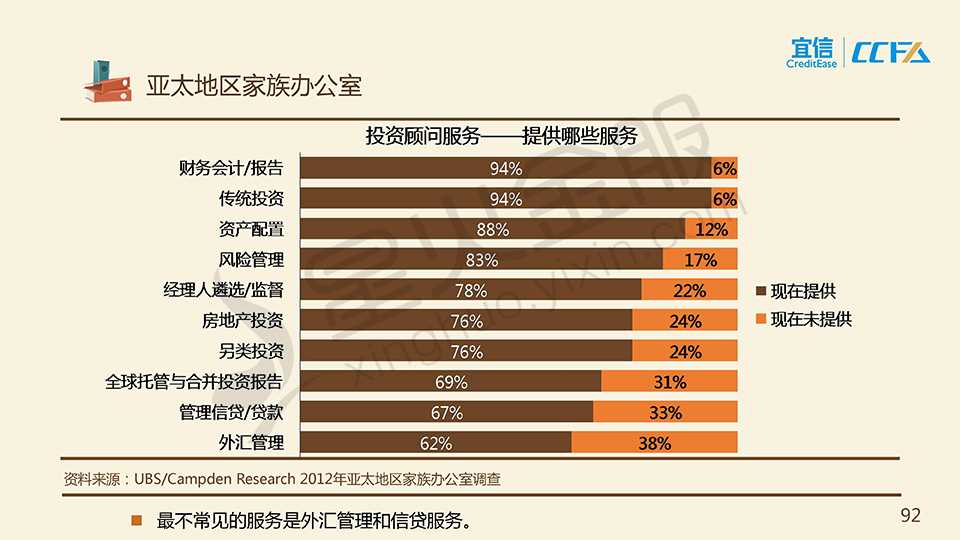 宜信
CreditEase
CCFA
亚太地区家族办公室
投资顾问服务——提供哪些服务
财务会计/报告 94% 6%
传统投资 94% 6%
资产配置 88% 12%
风险管理 83% 17%
经理人遴选/监督 78% 22%
房地产投资 76% 24%
另类投资 76% 24%
全球托管与合并投资报告 69% 31%
管理信贷/贷款 67% 33%
外汇管理 62% 38%
现在提供
现在未提供
星火金服
xinghuo.yixin.com
资料来源：UBS/Campden Research 2012年亚太地区家族办公室调查
最不常见的服务是外汇管理和信贷服务。
92